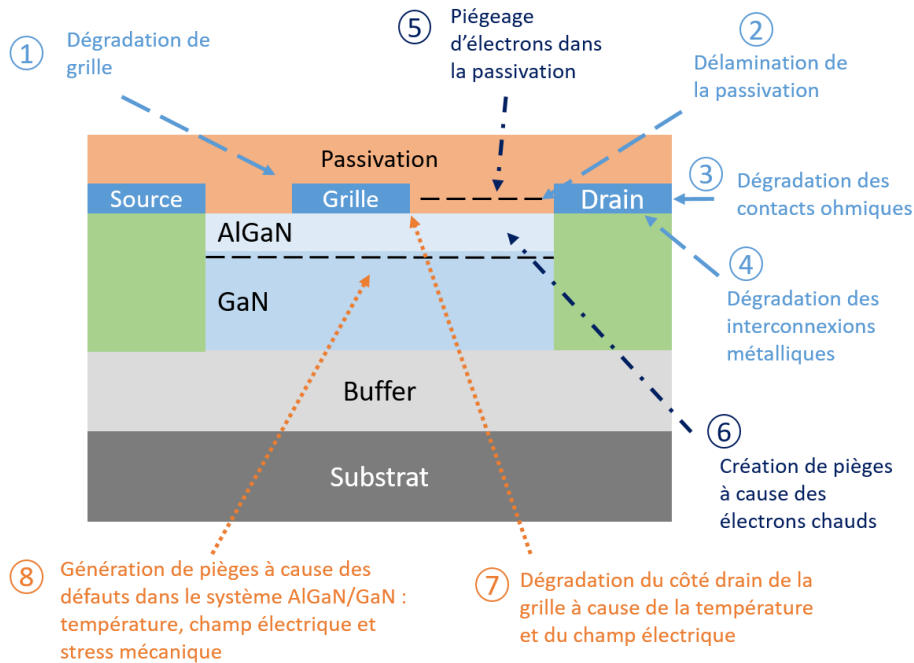 ① Dégradation de
grille
⑤ Piégeage
d'électrons dans
la passivation
②
Délamination de
la passivation
Passivation
Source
Grille
Drain
③ Dégradation des
contacts ohmiques
AlGaN
GaN
④
Dégradation des
interconnexions
métalliques
Buffer
⑥
Création de pièges
à cause des
électrons chauds
Substrat
⑧ Génération de pièges à cause des
défauts dans le système AlGaN/GaN :
température, champ électrique et
stress mécanique
⑦ Dégradation du côté drain de la
grille à cause de la température
et du champ électrique